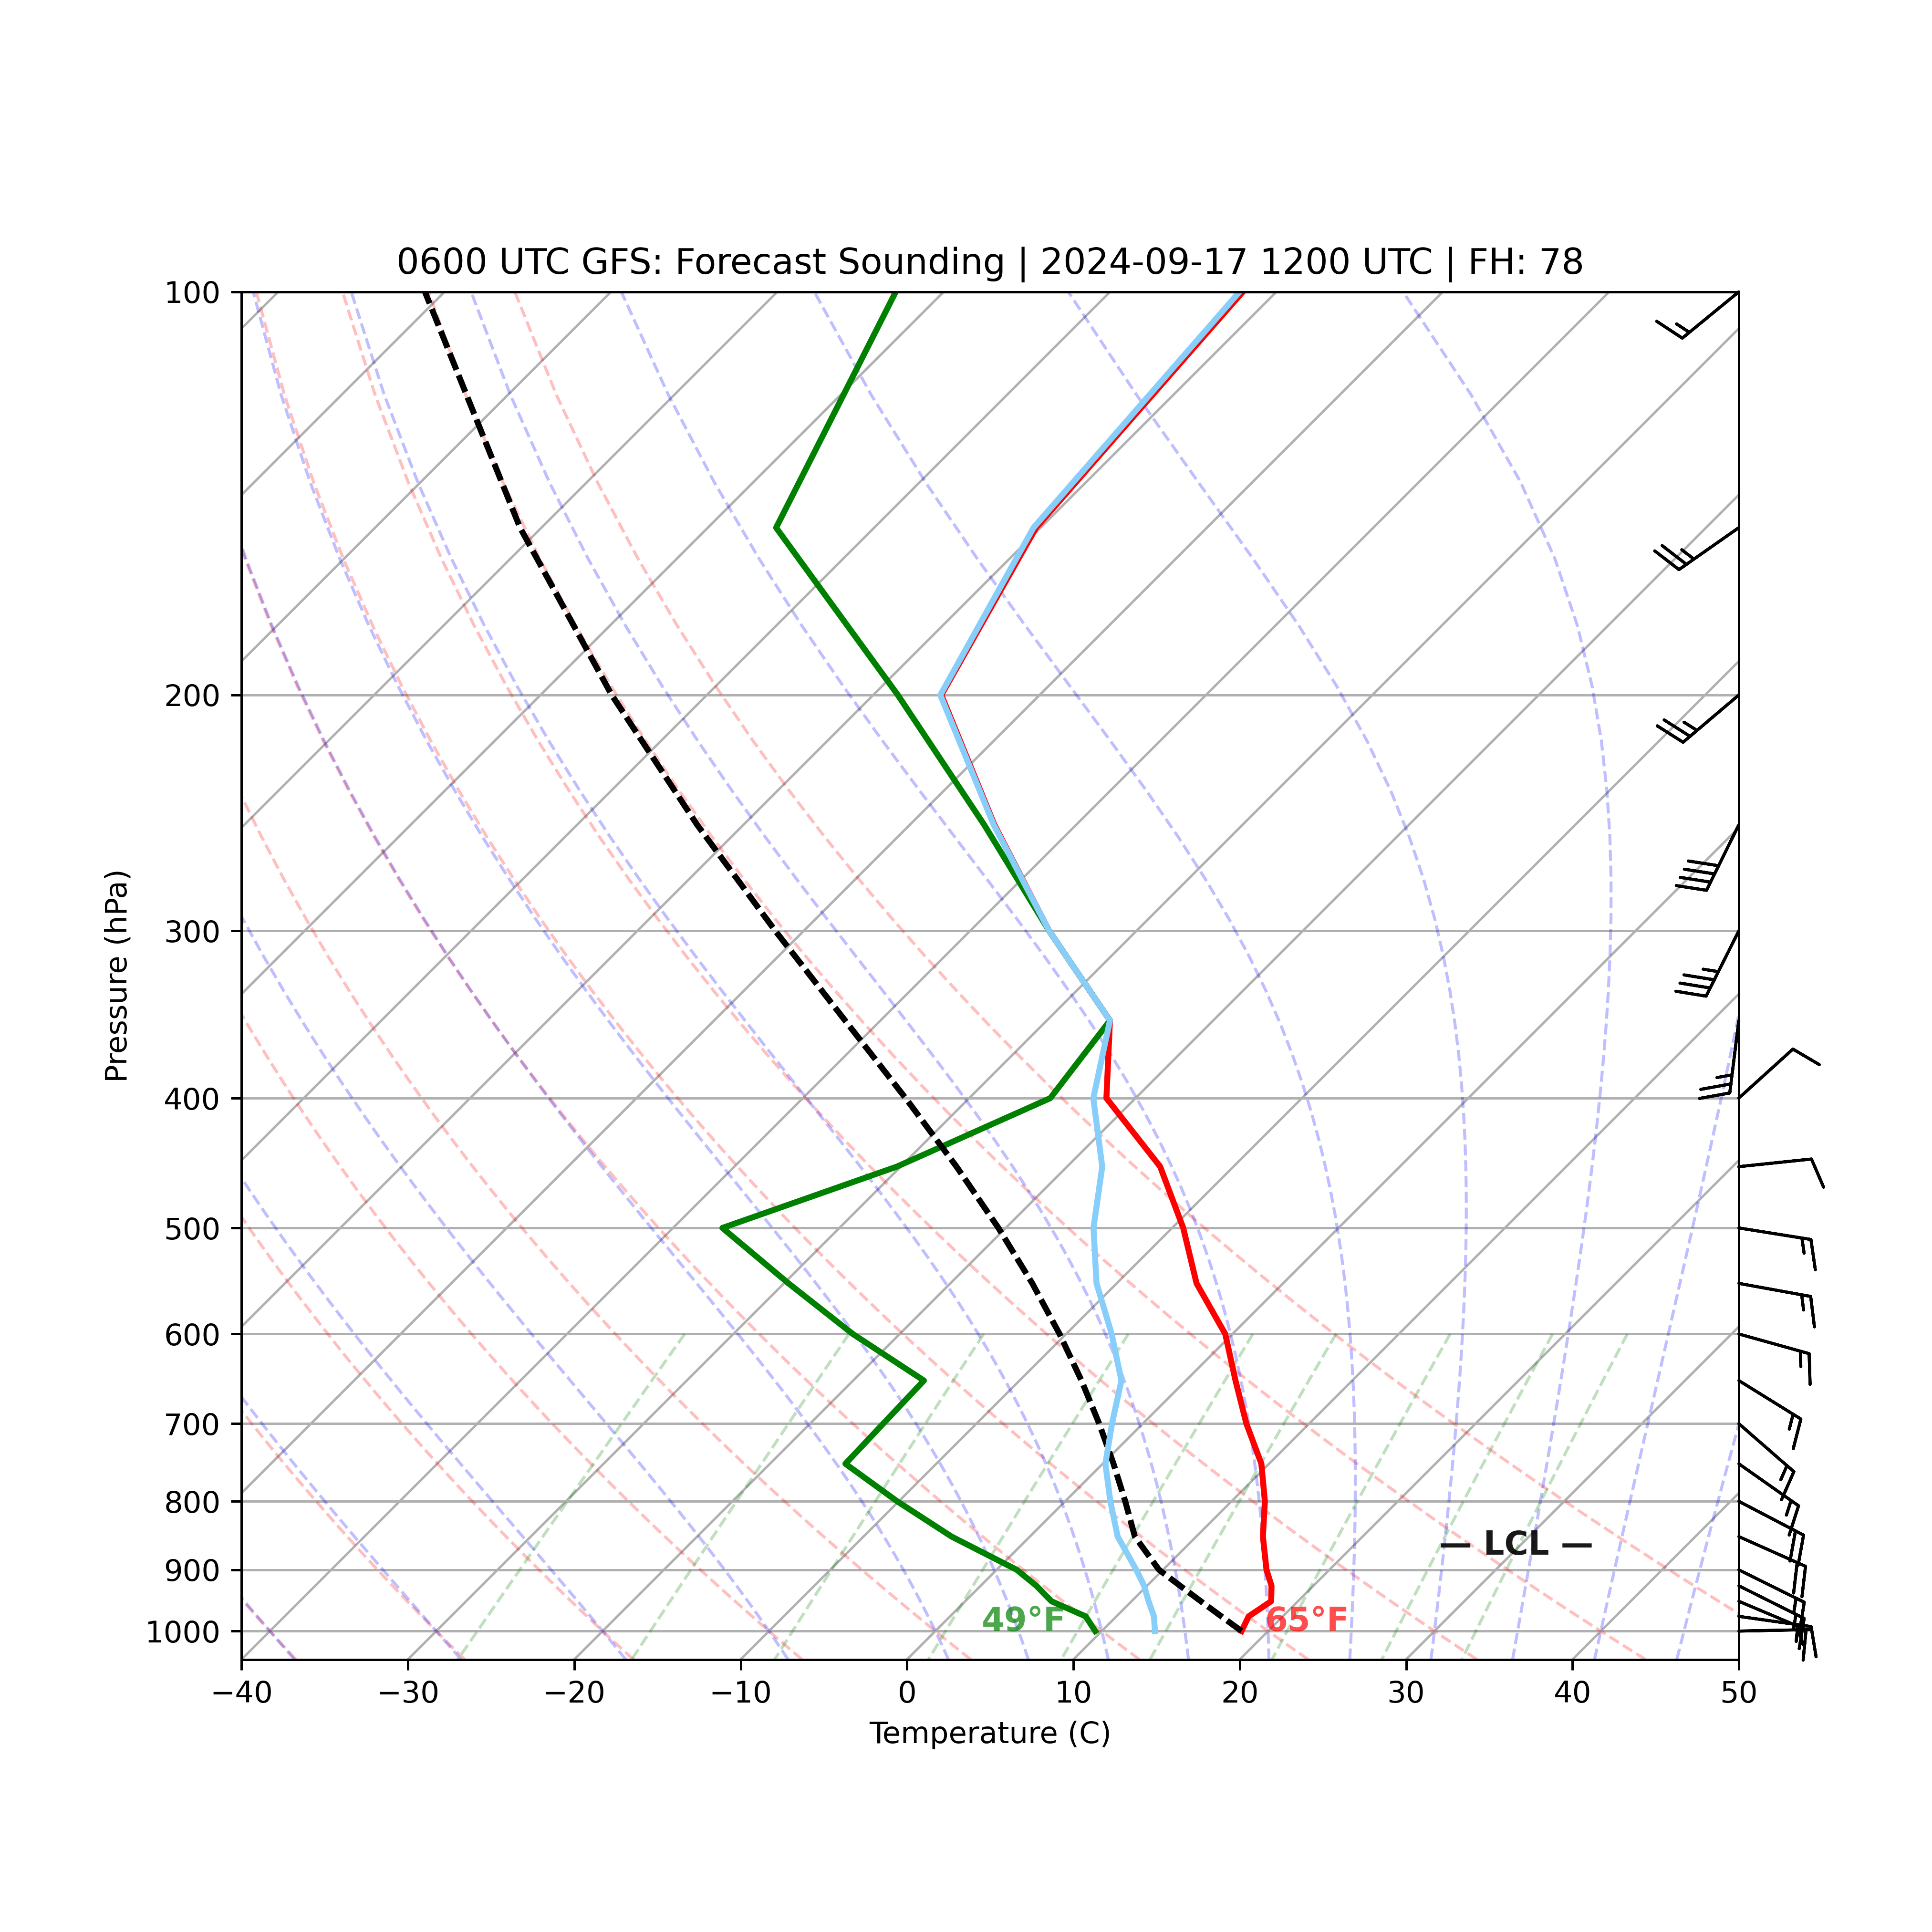 0600 UTC GFS: Forecast Sounding | 2024-09-17 1200 UTC | FH: 78
100
200
300
400
500
600
700
800
900
1000
Pressure (hPa)
— LCL —
49°F
65°F
−40 −30 −20 −10 0 10 20 30 40 50
Temperature (C)